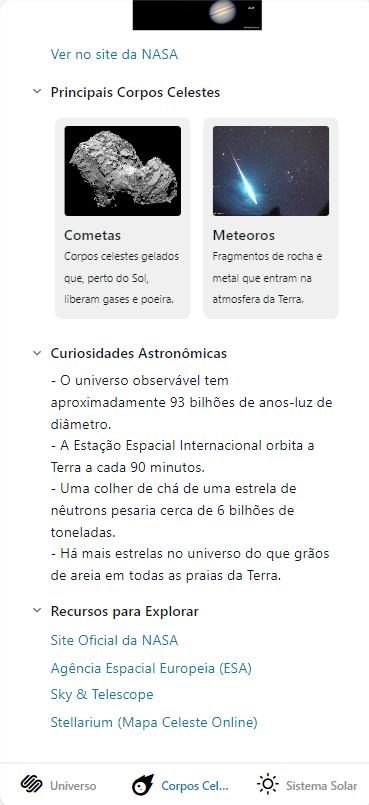 Ver no site da NASA
Principais Corpos Celestes
Cometas
Corpos celestes gelados
que, perto do Sol,
liberam gases e poeira.
Meteoros
Fragmentos de rocha e
metal que entram na
atmosfera da Terra.
Curiosidades Astronômicas
- O universo observável tem
aproximadamente 93 bilhões de anos-luz de
diâmetro.
- A Estação Espacial Internacional orbita a
Terra a cada 90 minutos.
- Uma colher de chá de uma estrela de
nêutrons pesaria cerca de 6 bilhões de
toneladas.
- Há mais estrelas no universo do que grãos
de areia em todas as praias da Terra.
Recursos para Explorar
Site Oficial da NASA
Agência Espacial Europeia (ESA)
Sky & Telescope
Stellarium (Mapa Celeste Online)
Universo
Corpos Cel...
Sistema Solar